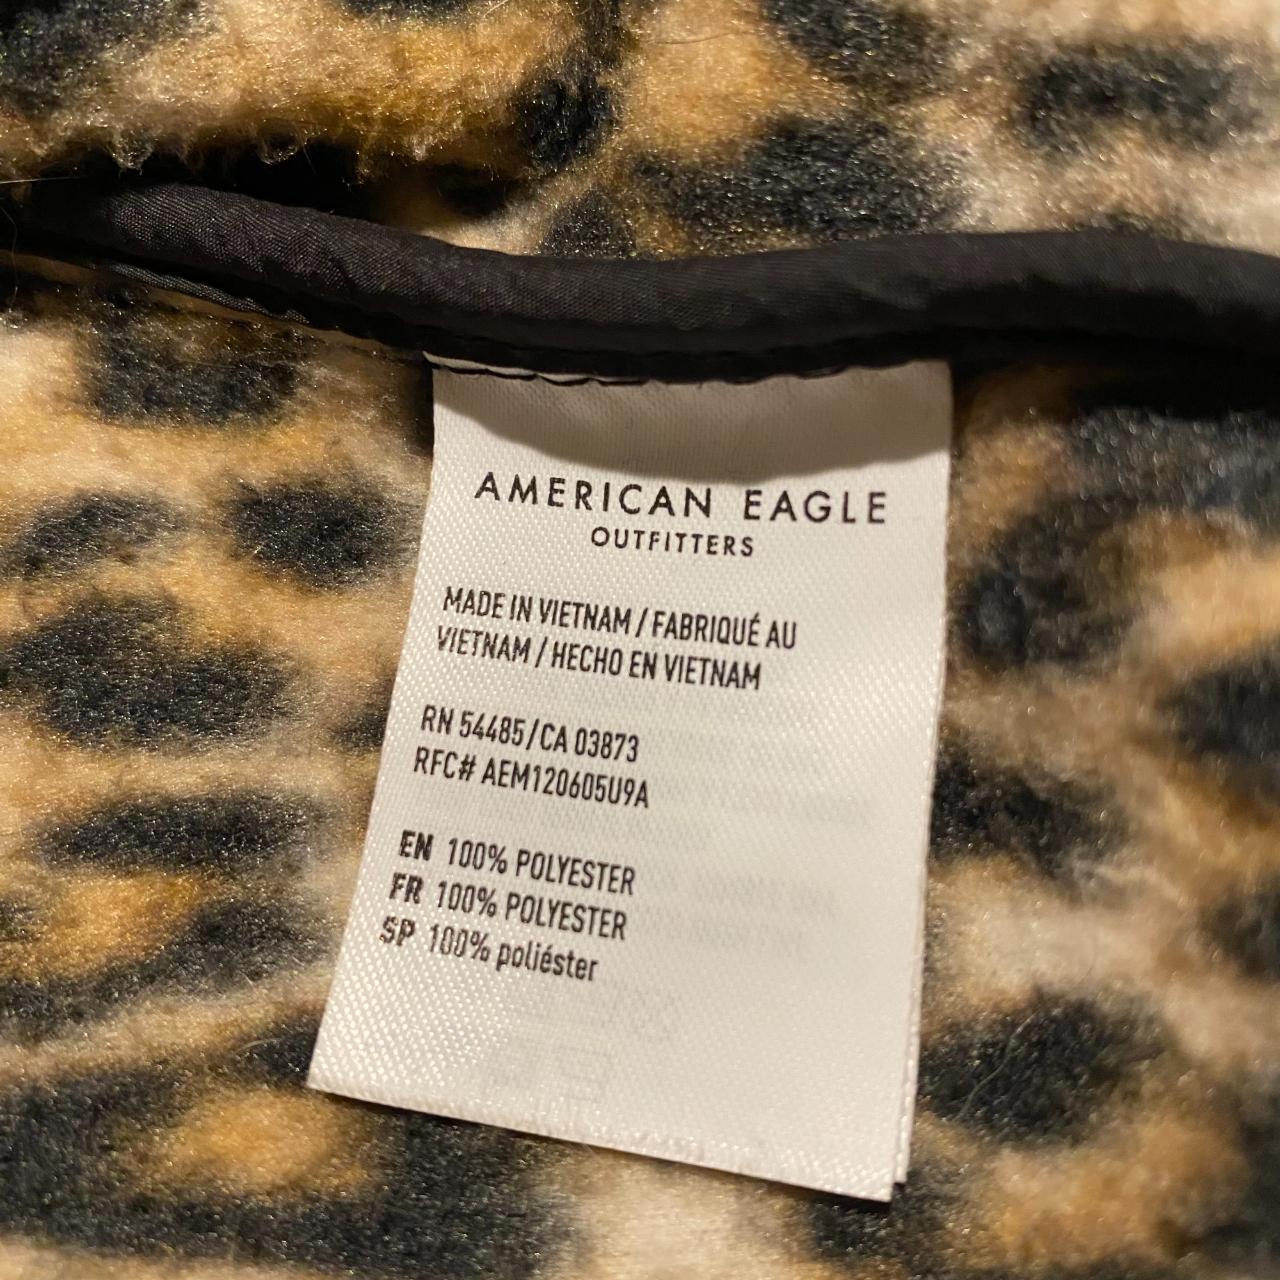 AMERICAN EAGLE
OUTFITTERS
MADE IN VIETNAM / FABRIQUÉ AU
VIETNAM / HECHO EN VIETNAM
RN 54485/CA 03873
RFC# AEM120605U9A
EN 100% POLYESTER
FR 100% POLYESTER
SP 100% poliéster